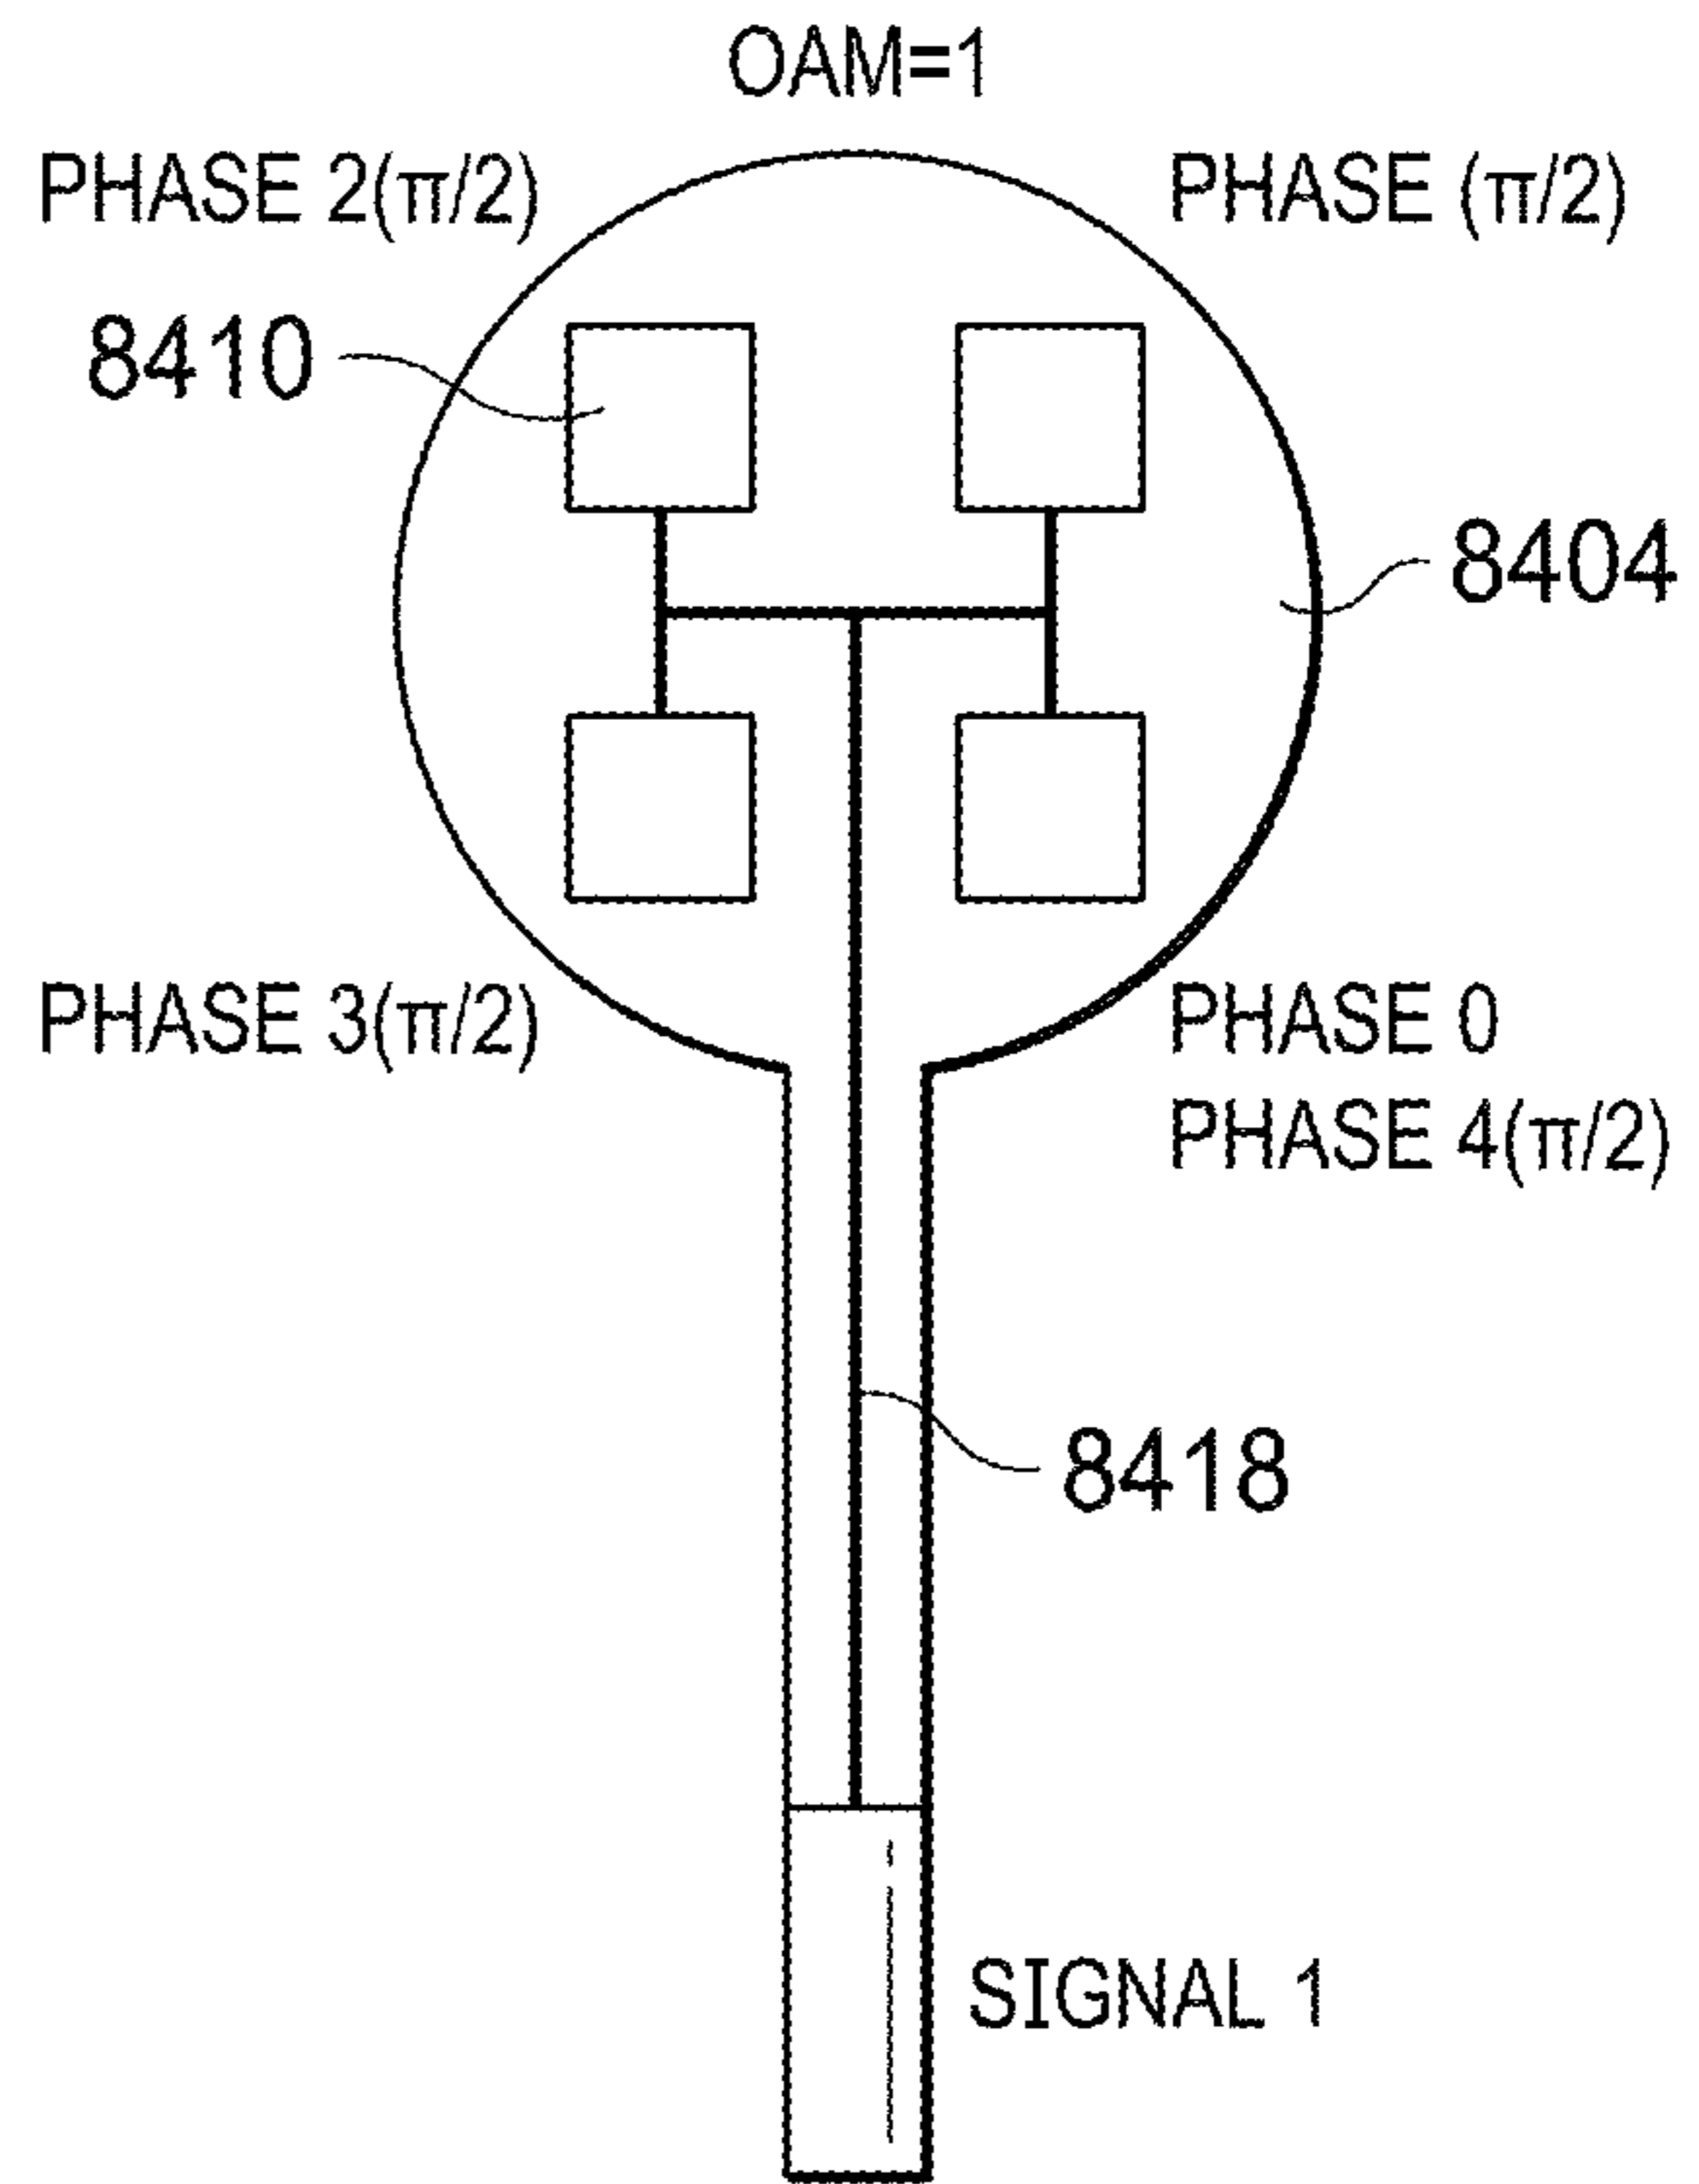 OAM=1
PHASE 2(π/2)
PHASE (π/2)
8410
8404
PHASE 3(π/2)
PHASE 0
PHASE 4(π/2)
8418
SIGNAL 1